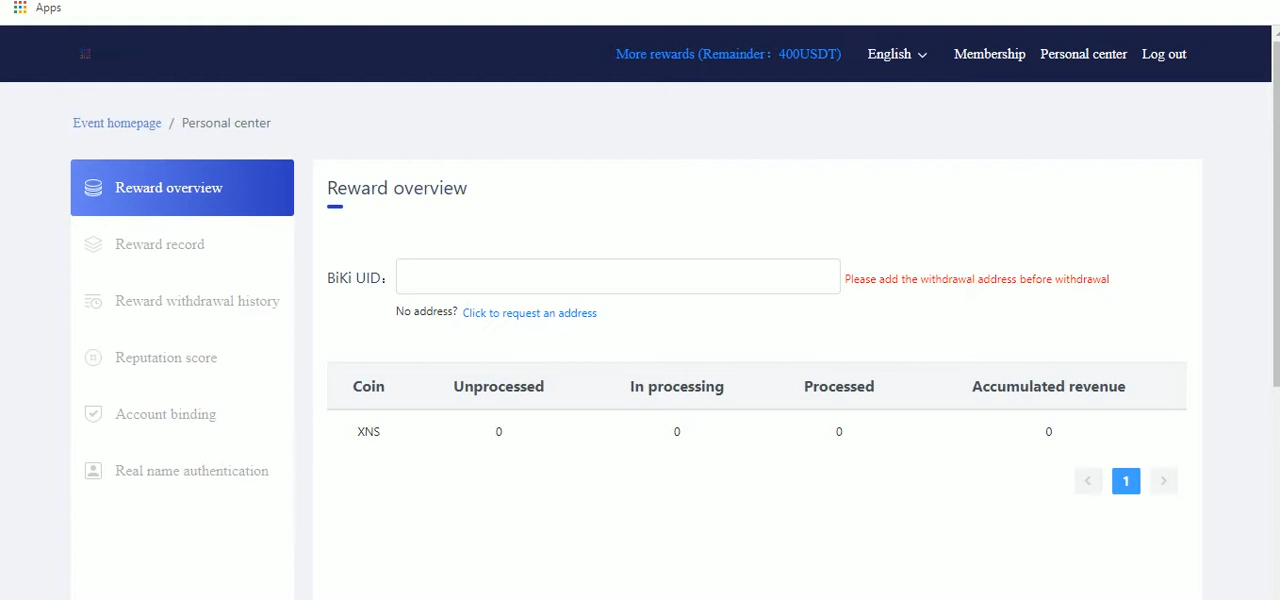 Apps
More rewards (Remainder： 400USDT) English Membership Personal center Log out
Event homepage / Personal center
Reward overview
Reward record
Reward withdrawal history
Reputation score
Account binding
Real name authentication
Reward overview
BiKi UID： Please add the withdrawal address before withdrawal
No address? Click to request an address
Coin Unprocessed In processing Processed Accumulated revenue
XNS 0 0 0 0
< 1 >